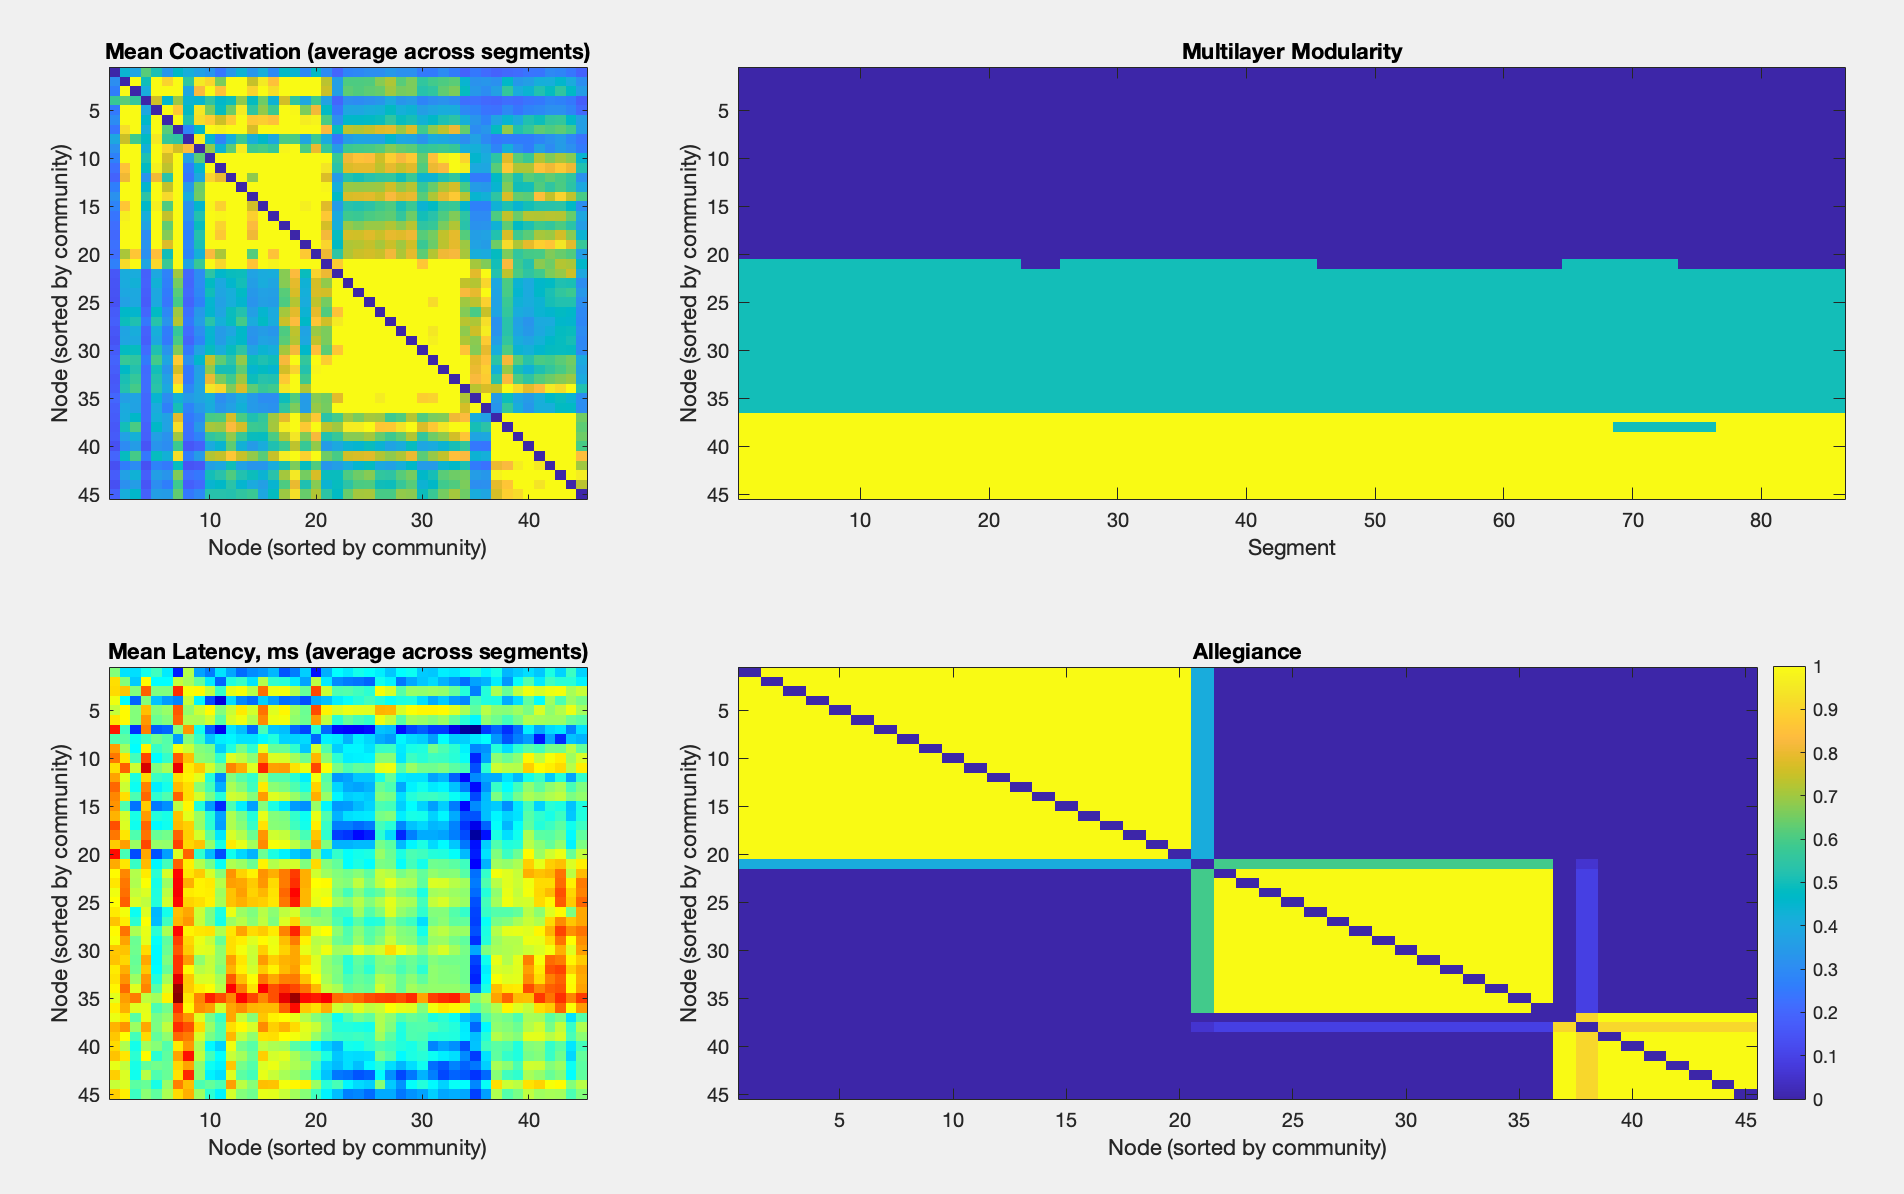 Mean Coactivation (average across segments)
Node (sorted by community)
5
10
15
20
25
30
35
40
45
10 20 30 40
Node (sorted by community)
Multilayer Modularity
Node (sorted by community)
5
10
15
20
25
30
35
40
45
10 20 30 40 50 60 70 80
Segment
Mean Latency, ms (average across segments)
Node (sorted by community)
5
10
15
20
25
30
35
40
45
10 20 30 40
Node (sorted by community)
Allegiance
Node (sorted by community)
5
10
15
20
25
30
35
40
45
5 10 15 20 25 30 35 40 45
Node (sorted by community)
1
0.9
0.8
0.7
0.6
0.5
0.4
0.3
0.2
0.1
0